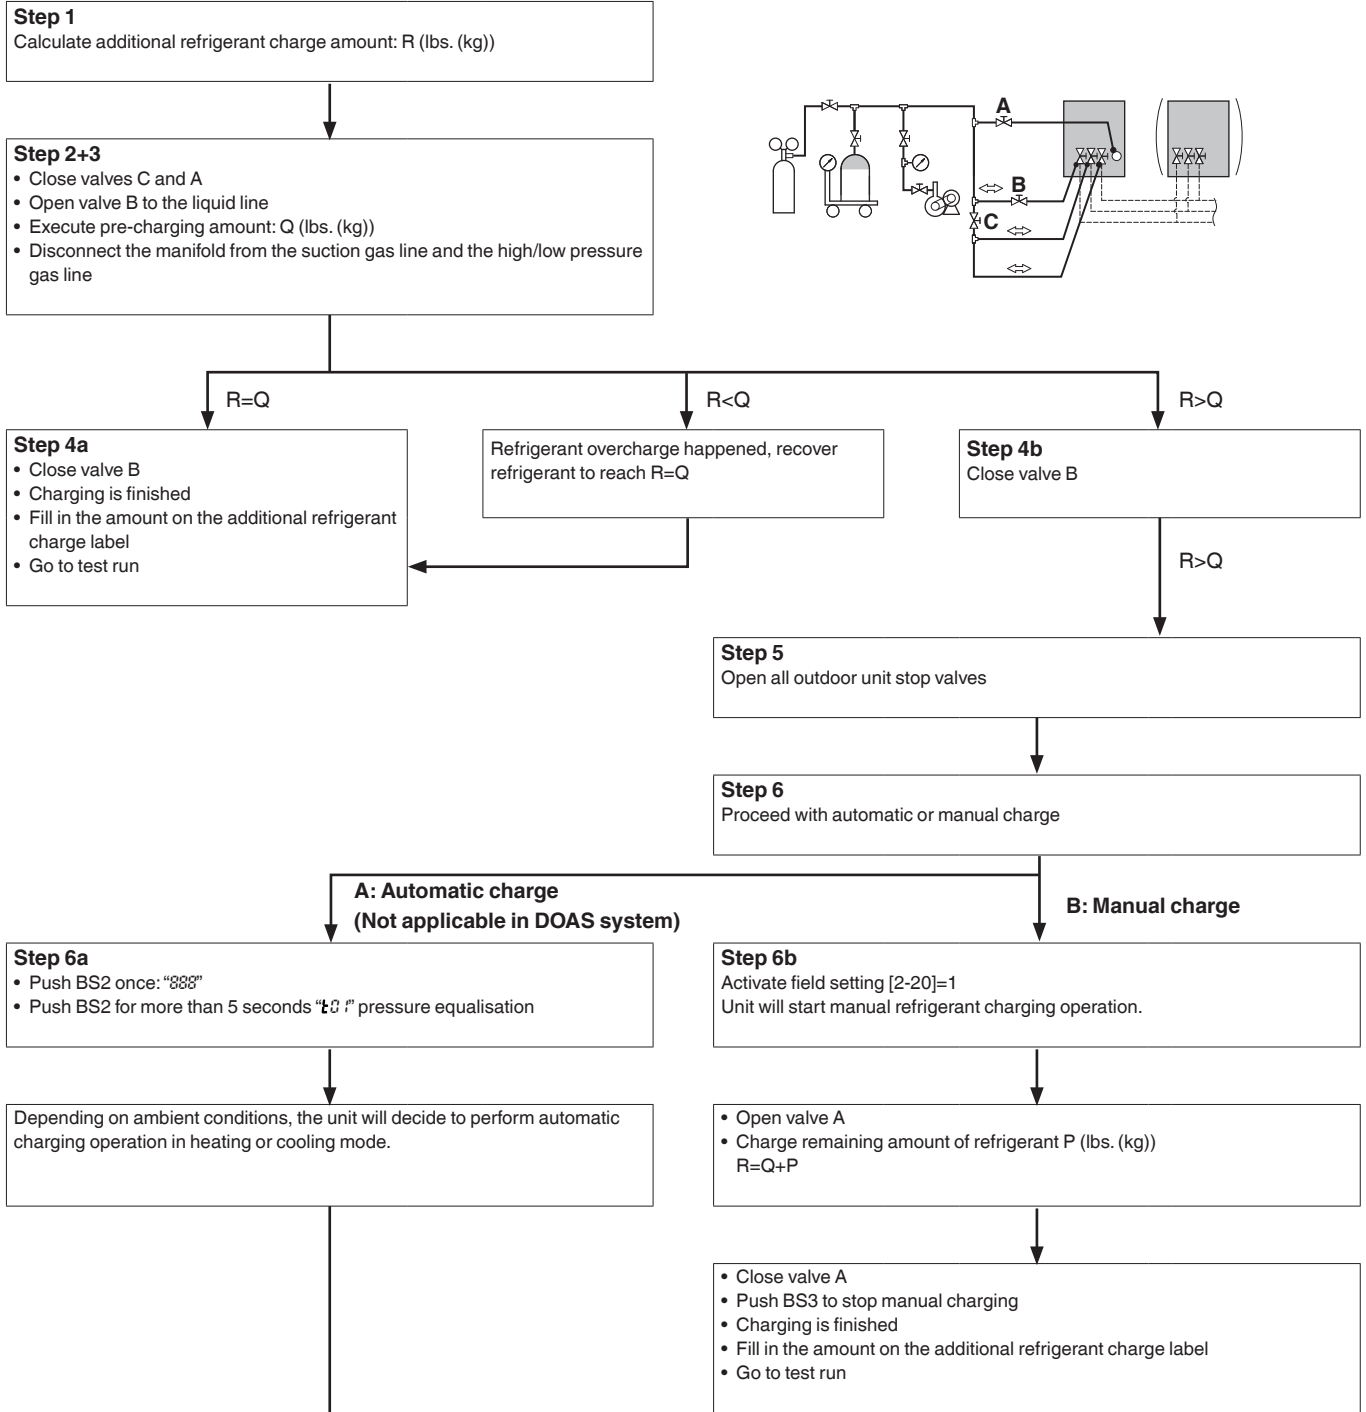 Step 1
Calculate additional refrigerant charge amount: R (lbs. (kg))
A
B
C
Step 2+3
• Close valves C and A
• Open valve B to the liquid line
• Execute pre-charging amount: Q (lbs. (kg))
• Disconnect the manifold from the suction gas line and the high/low pressure
gas line
R=Q
R<Q
R>Q
Step 4a
• Close valve B
• Charging is finished
• Fill in the amount on the additional refrigerant
charge label
• Go to test run
Refrigerant overcharge happened, recover
refrigerant to reach R=Q
Step 4b
Close valve B
R>Q
Step 5
Open all outdoor unit stop valves
Step 6
Proceed with automatic or manual charge
A: Automatic charge
(Not applicable in DOAS system)
B: Manual charge
Step 6a
• Push BS2 once: “888”
• Push BS2 for more than 5 seconds “t01” pressure equalisation
Step 6b
Activate field setting [2-20]=1
Unit will start manual refrigerant charging operation.
Depending on ambient conditions, the unit will decide to perform automatic
charging operation in heating or cooling mode.
• Open valve A
• Charge remaining amount of refrigerant P (lbs. (kg))
R=Q+P
• Close valve A
• Push BS3 to stop manual charging
• Charging is finished
• Fill in the amount on the additional refrigerant charge label
• Go to test run